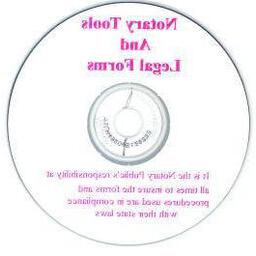 Notary Tools
And
Legal Forms
It is the Notary Public's responsibility at
all times to insure the forms and
procedures used are in compliance
with their state laws